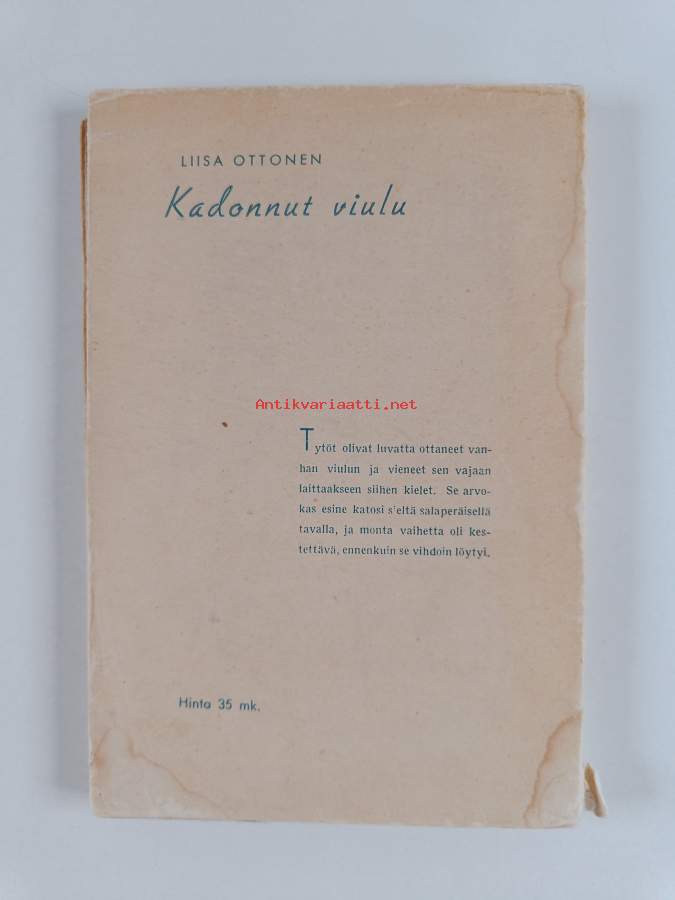 LIISA OTTONEN
Kadonnut viulu
Antikvariaatti.net
Tytöt olivat luvatta ottaneet van-
han viulun ja vieneet sen vajaan
laittaakseen siihen kielet. Se arvo-
kas esine katosi s'eltä salaperäisellä
tavalla, ja monta vaihetta oli kes-
tettävä, ennenkuin se vihdoin löytyi.
Hinta 35 mk.